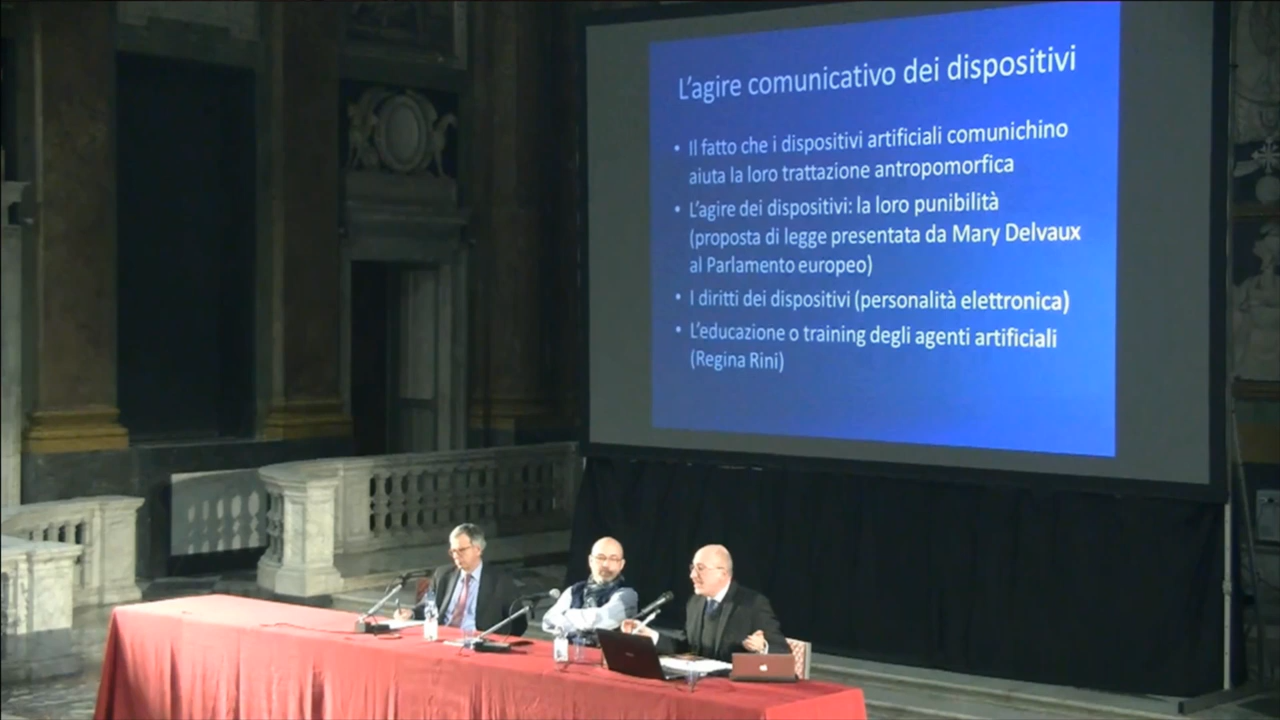 L'agire comunicativo dei dispositivi
• Il fatto che i dispositivi artificiali comunichino
aiuta la loro trattazione antropomorfica
• L'agire dei dispositivi: la loro punibilità
(proposta di legge presentata da Mary Delvaux
al Parlamento europeo)
• I diritti dei dispositivi (personalità elettronica)
• L'educazione o training degli agenti artificiali
(Regina Rini)